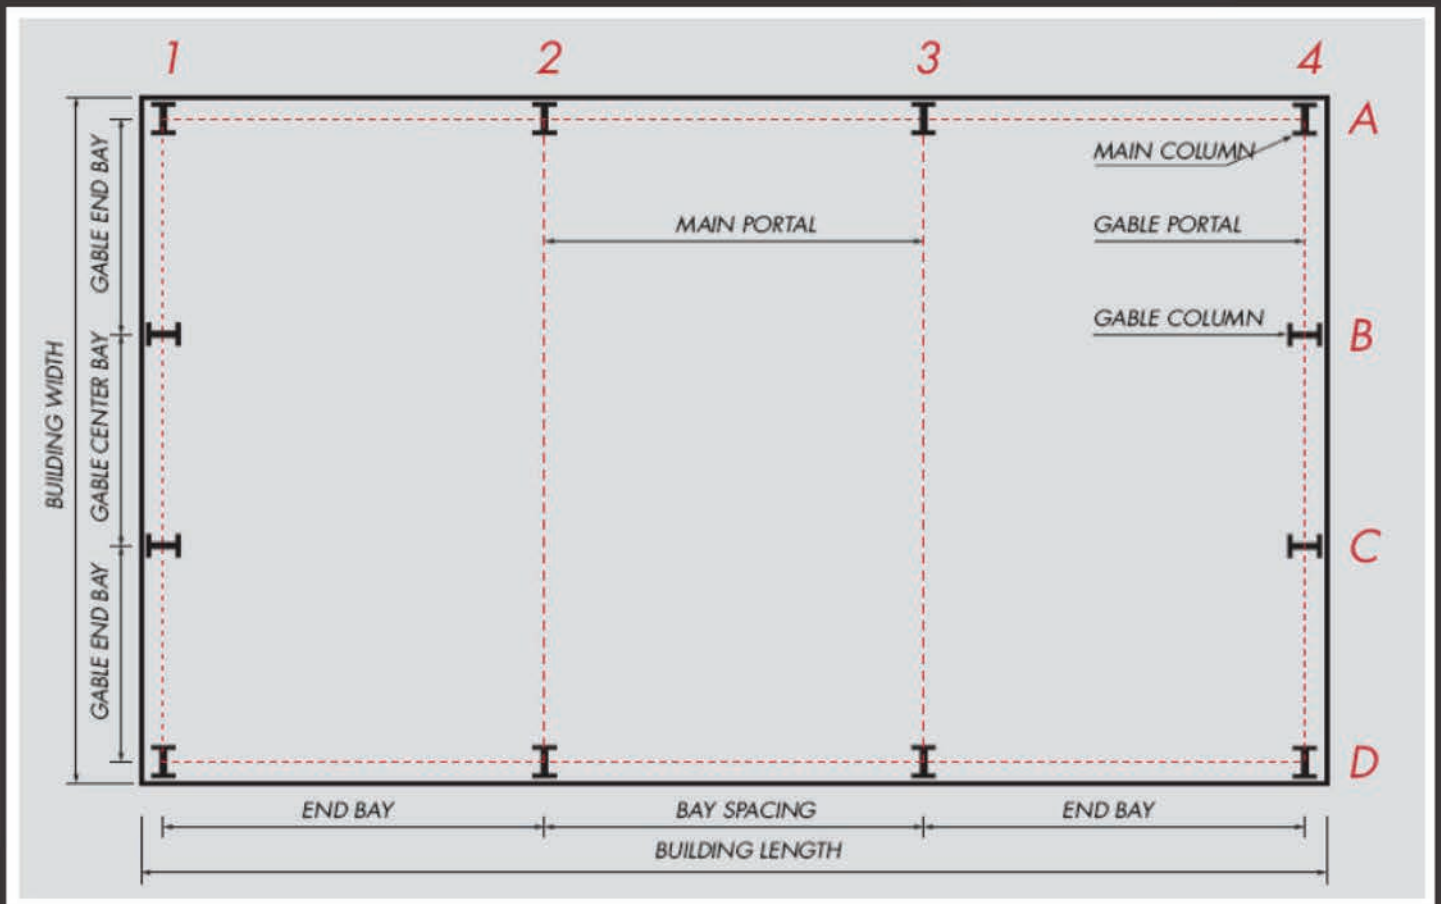 1
2
3
4
A
MAIN COLUMN
GABLE END BAY
MAIN PORTAL
GABLE PORTAL
GABLE COLUMN
B
BUILDING WIDTH
GABLE CENTER BAY
C
GABLE END BAY
D
END BAY
BAY SPACING
END BAY
BUILDING LENGTH